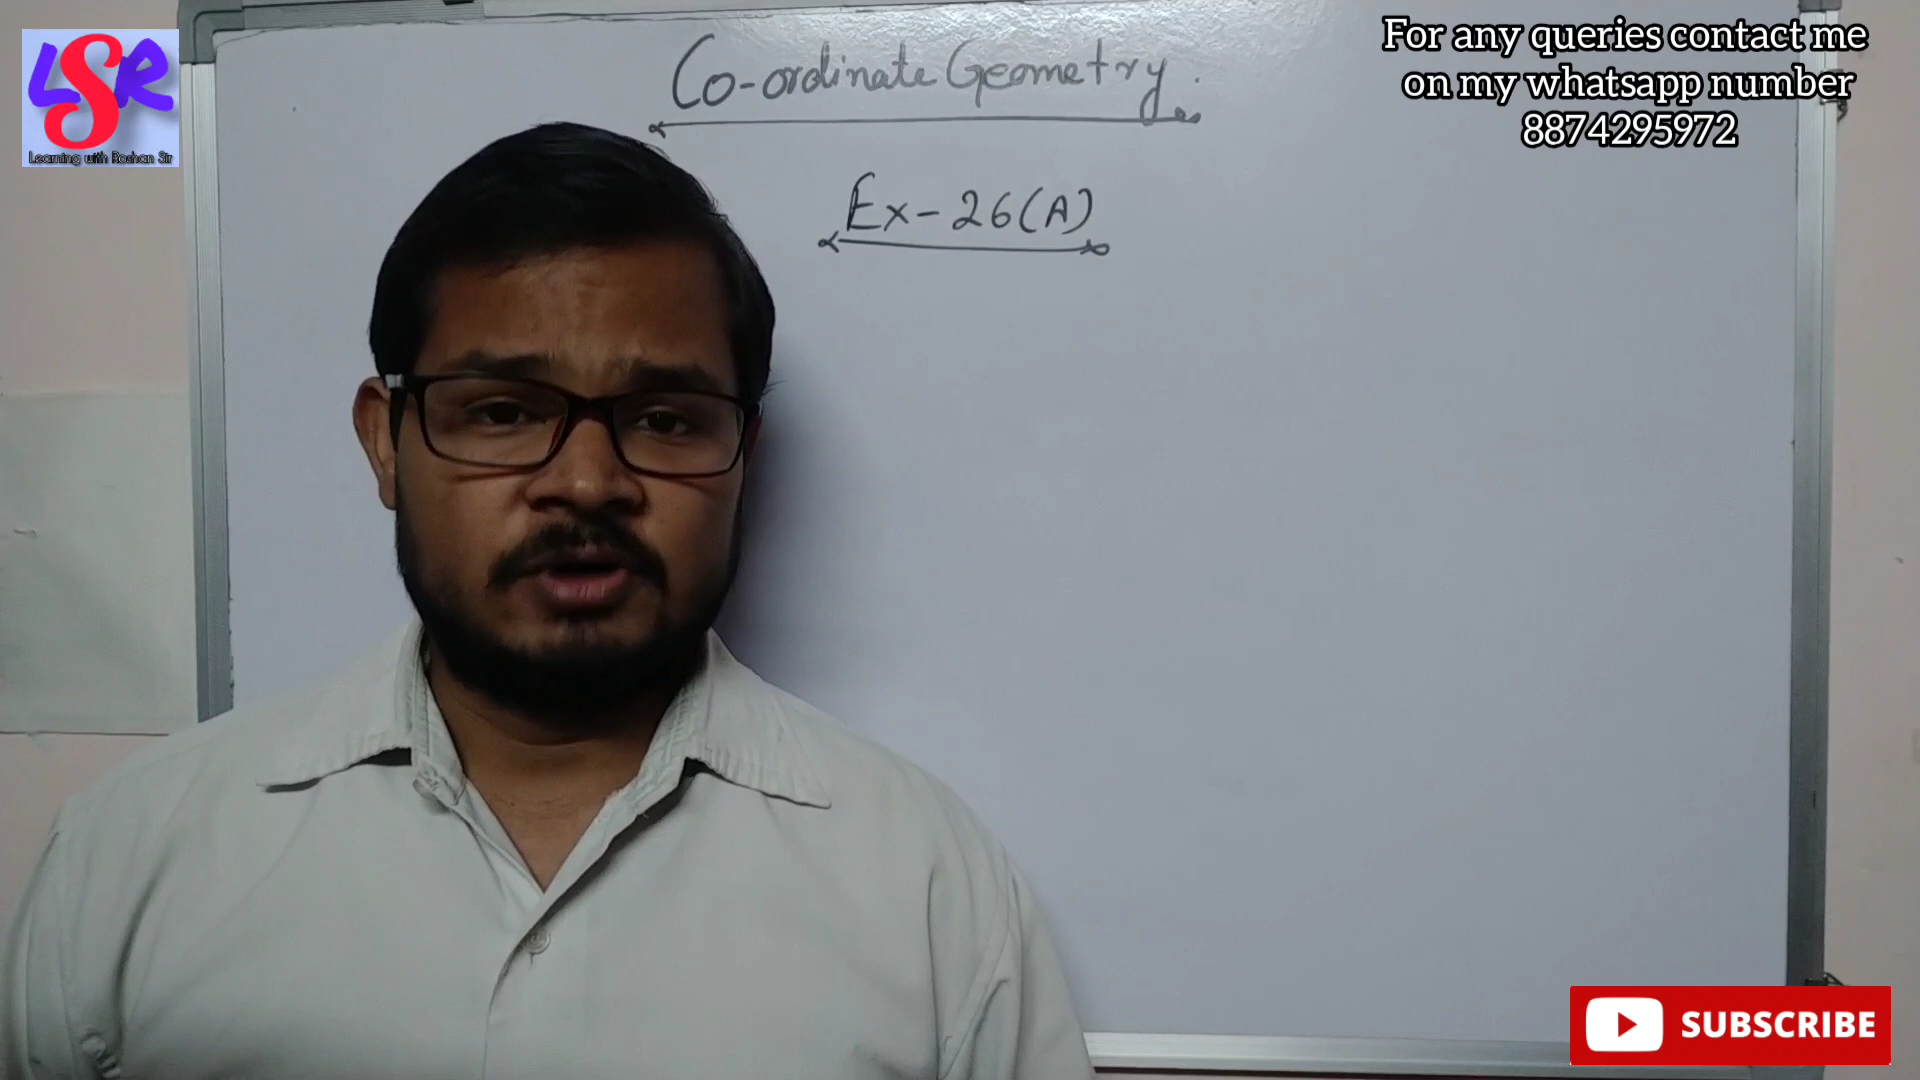 LSR
Learning with Roshan Sir
Co-ordinate Geometry.
Ex-26(A)
For any queries contact me
on my whatsapp number
8874295972
SUBSCRIBE